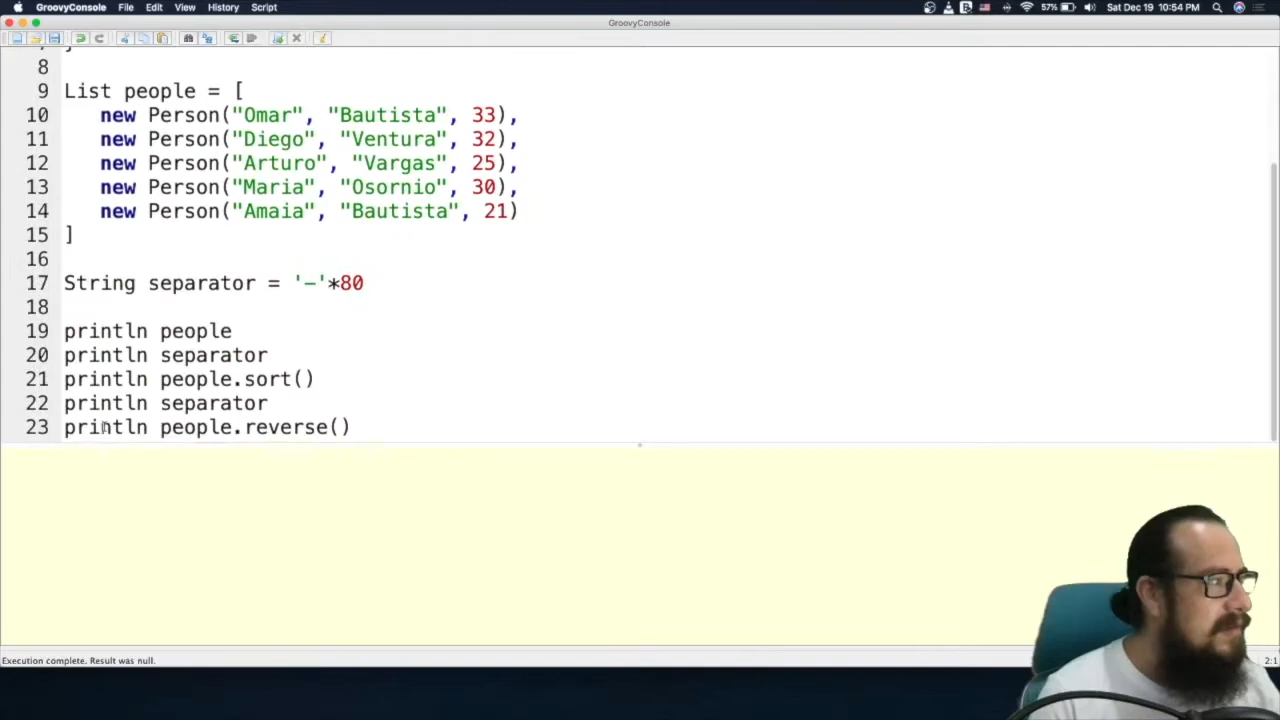 GroovyConsole File Edit View History Script 57% Sat Dec 19 10:54 PM
GroovyConsole
8
9 List people = [
10 new Person("Omar", "Bautista", 33),
11 new Person("Diego", "Ventura", 32),
12 new Person("Arturo", "Vargas", 25),
13 new Person("Maria", "Osornio", 30),
14 new Person("Amaia", "Bautista", 21)
15 ]
16
17 String separator = '-'*80
18
19 println people
20 println separator
21 println people.sort()
22 println separator
23 println people.reverse()
Execution complete. Result was null. 2:1